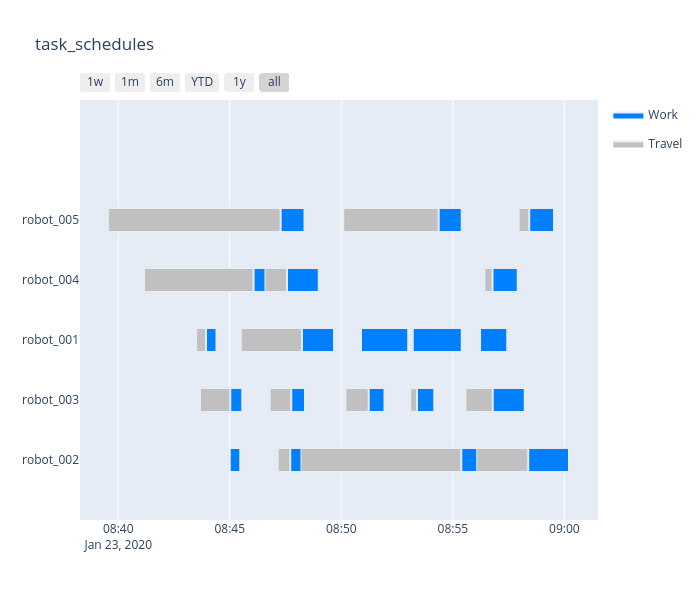 task_schedules
1w 1m 6m YTD 1y all
Work
Travel
robot_005
robot_004
robot_001
robot_003
robot_002
08:40 08:45 08:50 08:55 09:00
Jan 23, 2020